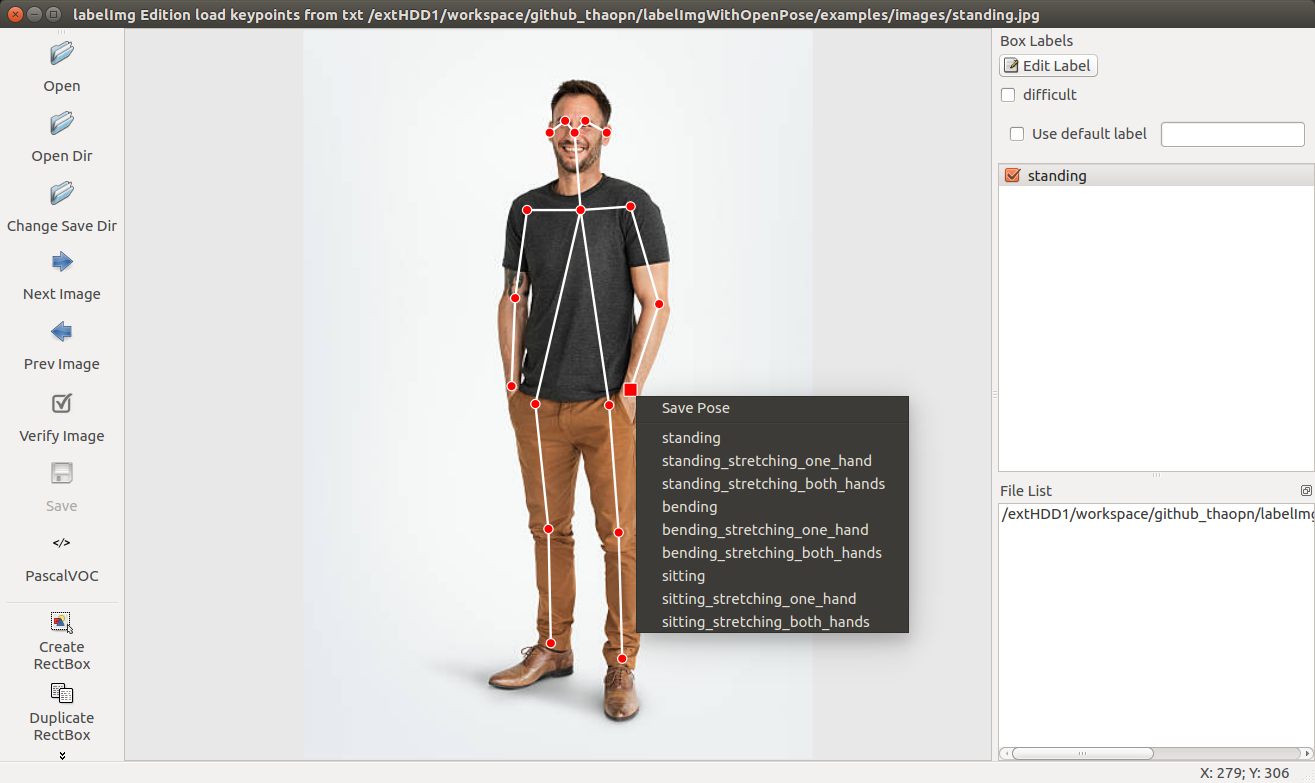 labelImg Edition load keypoints from txt /extHDD1/workspace/github_thaopn/labelImgWithOpenPose/examples/images/standing.jpg
Open
Open Dir
Change Save Dir
Next Image
Prev Image
Verify Image
Save
</>
PascalVOC
Create
RectBox
Duplicate
RectBox
Save Pose
standing
standing_stretching_one_hand
standing_stretching_both_hands
bending
bending_stretching_one_hand
bending_stretching_both_hands
sitting
sitting_stretching_one_hand
sitting_stretching_both_hands
Box Labels
Edit Label
difficult
Use default label
standing
File List
/extHDD1/workspace/github_thaopn/labelImg
X: 279; Y: 306